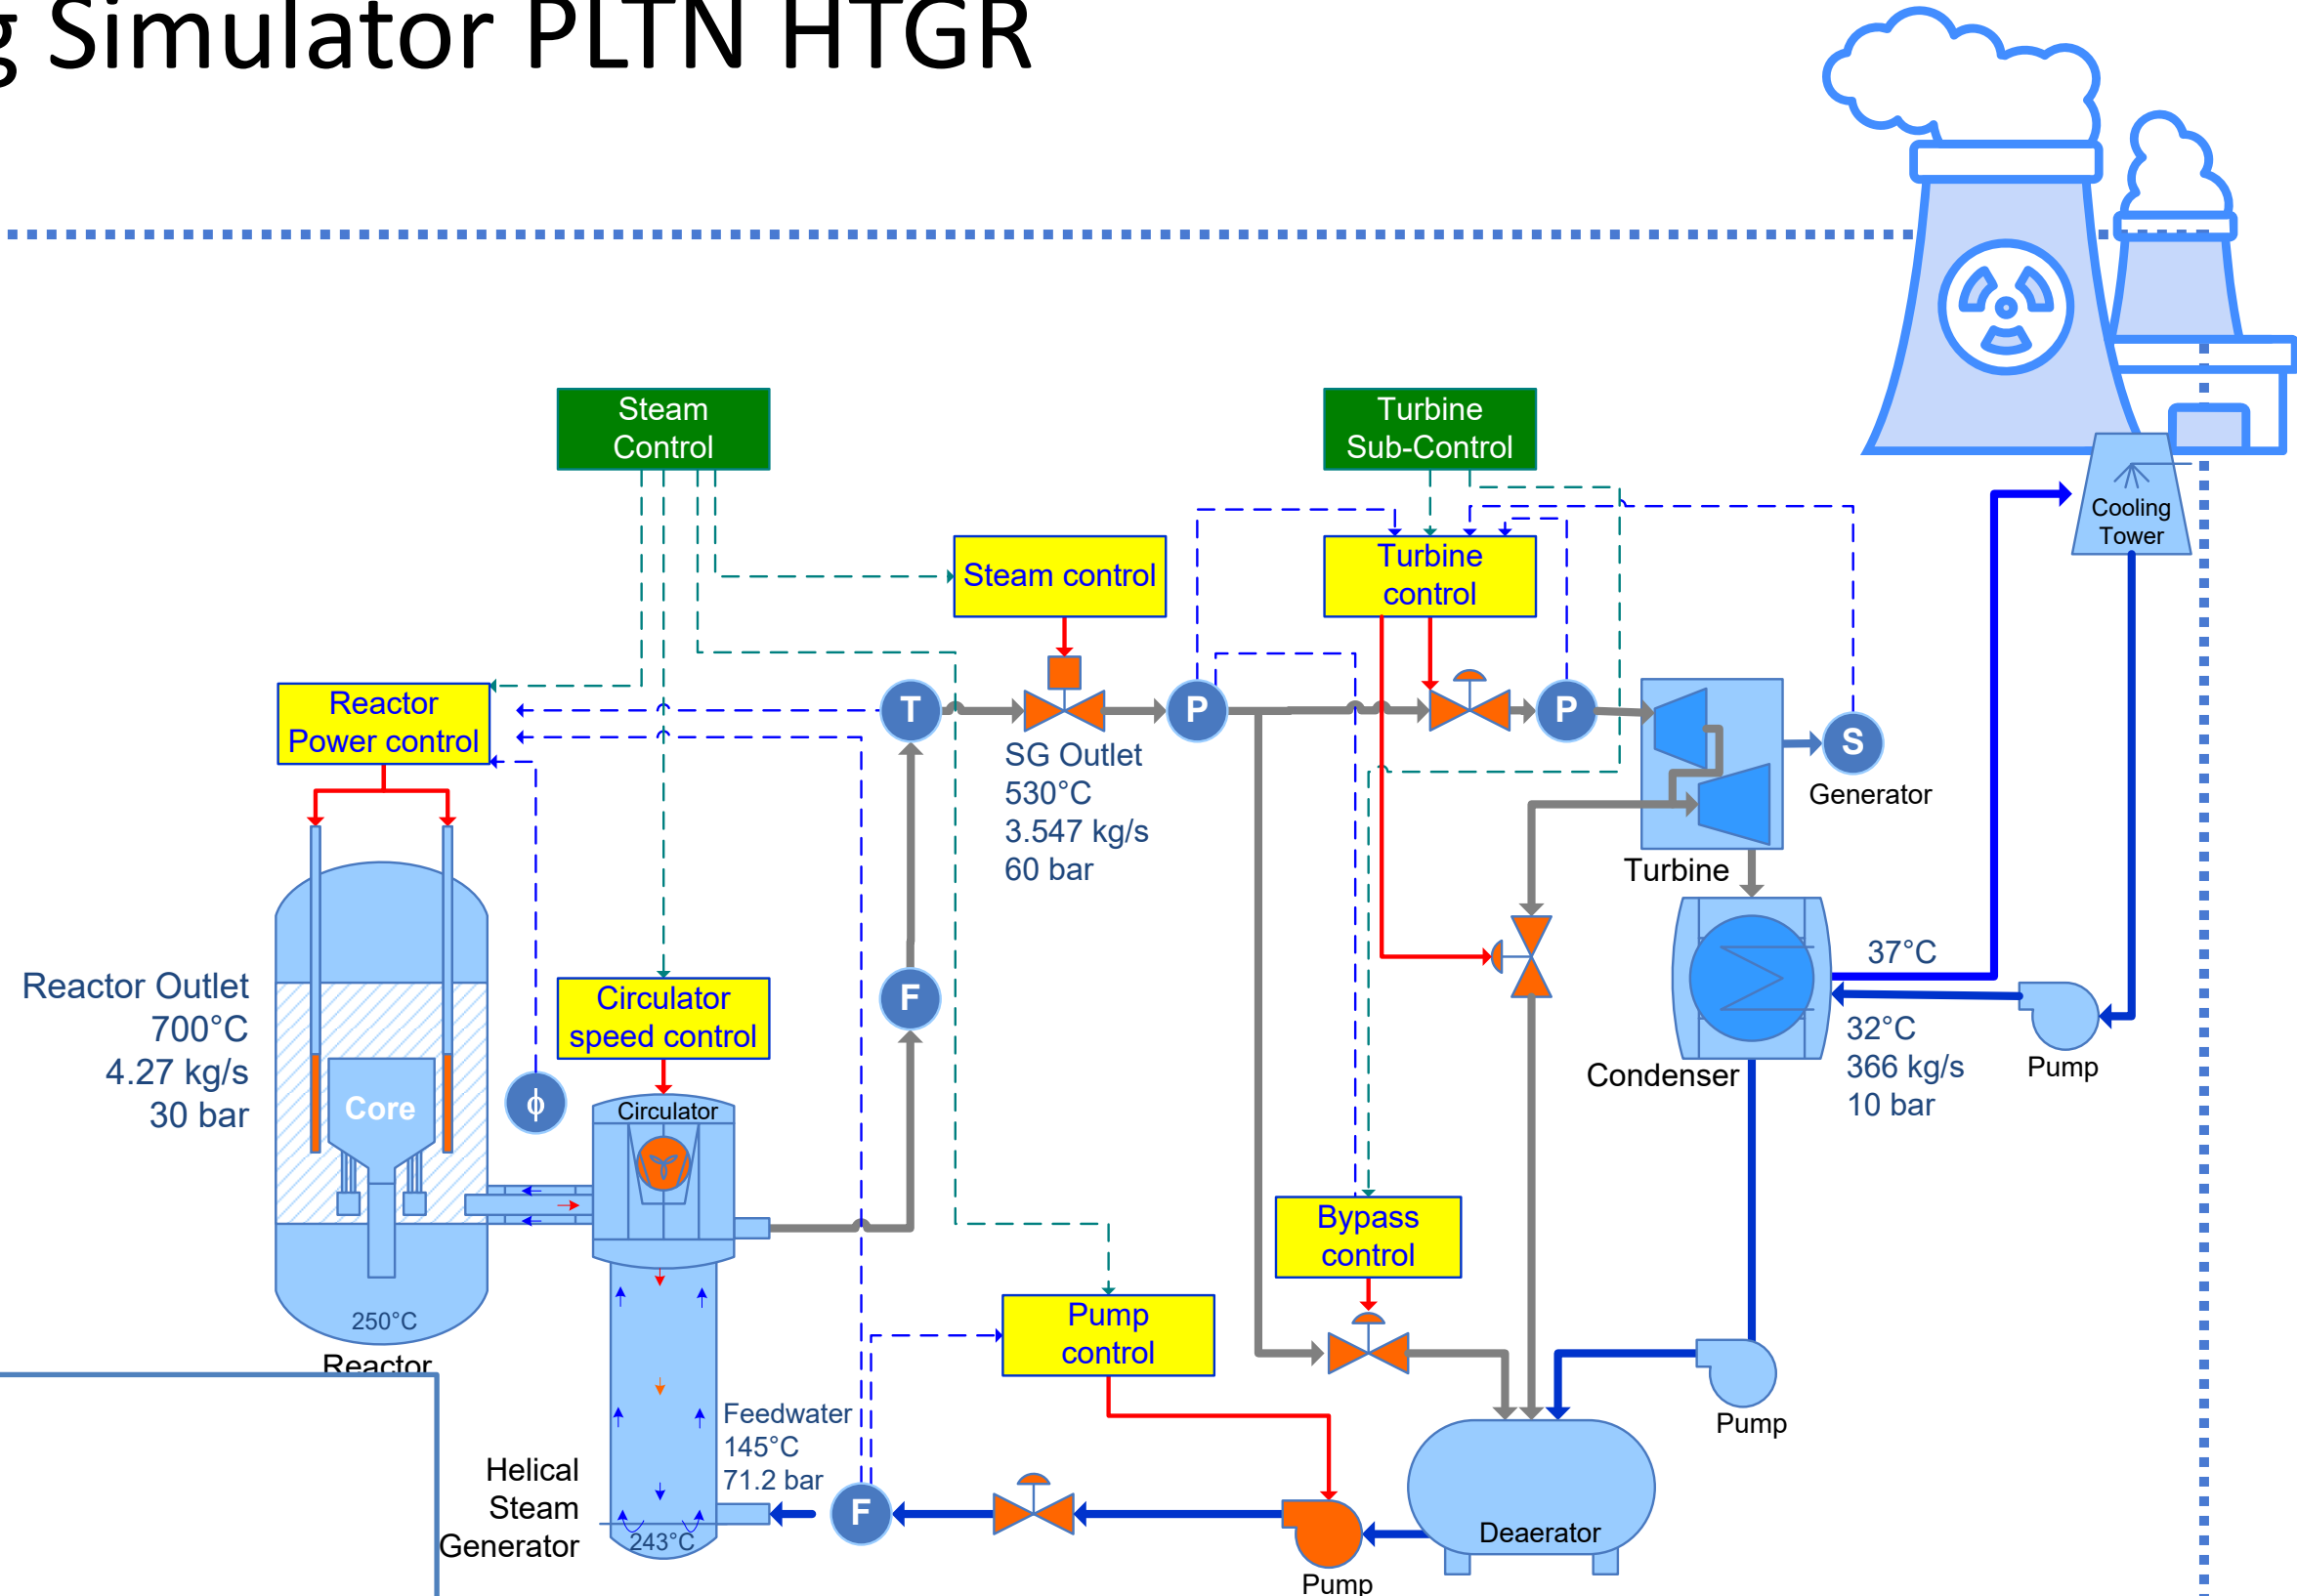 g Simulator PLTN HTGR
Steam
Control
Turbine
Sub-Control
Cooling
Tower
Steam control
Turbine
control
Reactor
Power control
T
P
P
S
Generator
SG Outlet
530°C
3.547 kg/s
60 bar
Turbine
Reactor Outlet
700°C
4.27 kg/s
30 bar
Circulator
speed control
F
37°C
32°C
366 kg/s
10 bar
Condenser
Pump
Core
ϕ
Circulator
Bypass
control
250°C
Reactor
Pump
control
Feedwater
145°C
71.2 bar
Pump
Helical
Steam
Generator
243°C
F
Deaerator
Pump